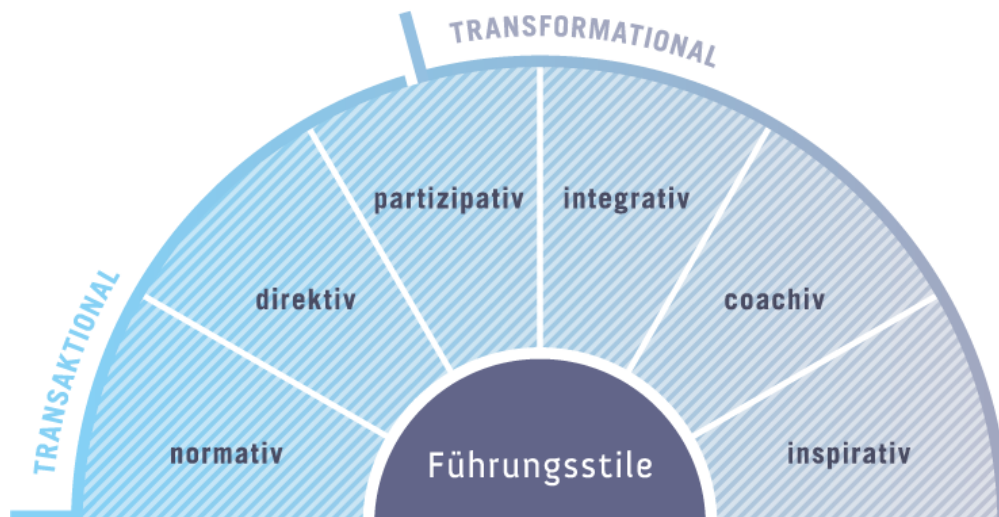 TRANSFORMATIONAL
TRANSAKTIONAL
partizipativ
integrativ
direktiv
coachiv
normativ
inspirativ
Führungsstile